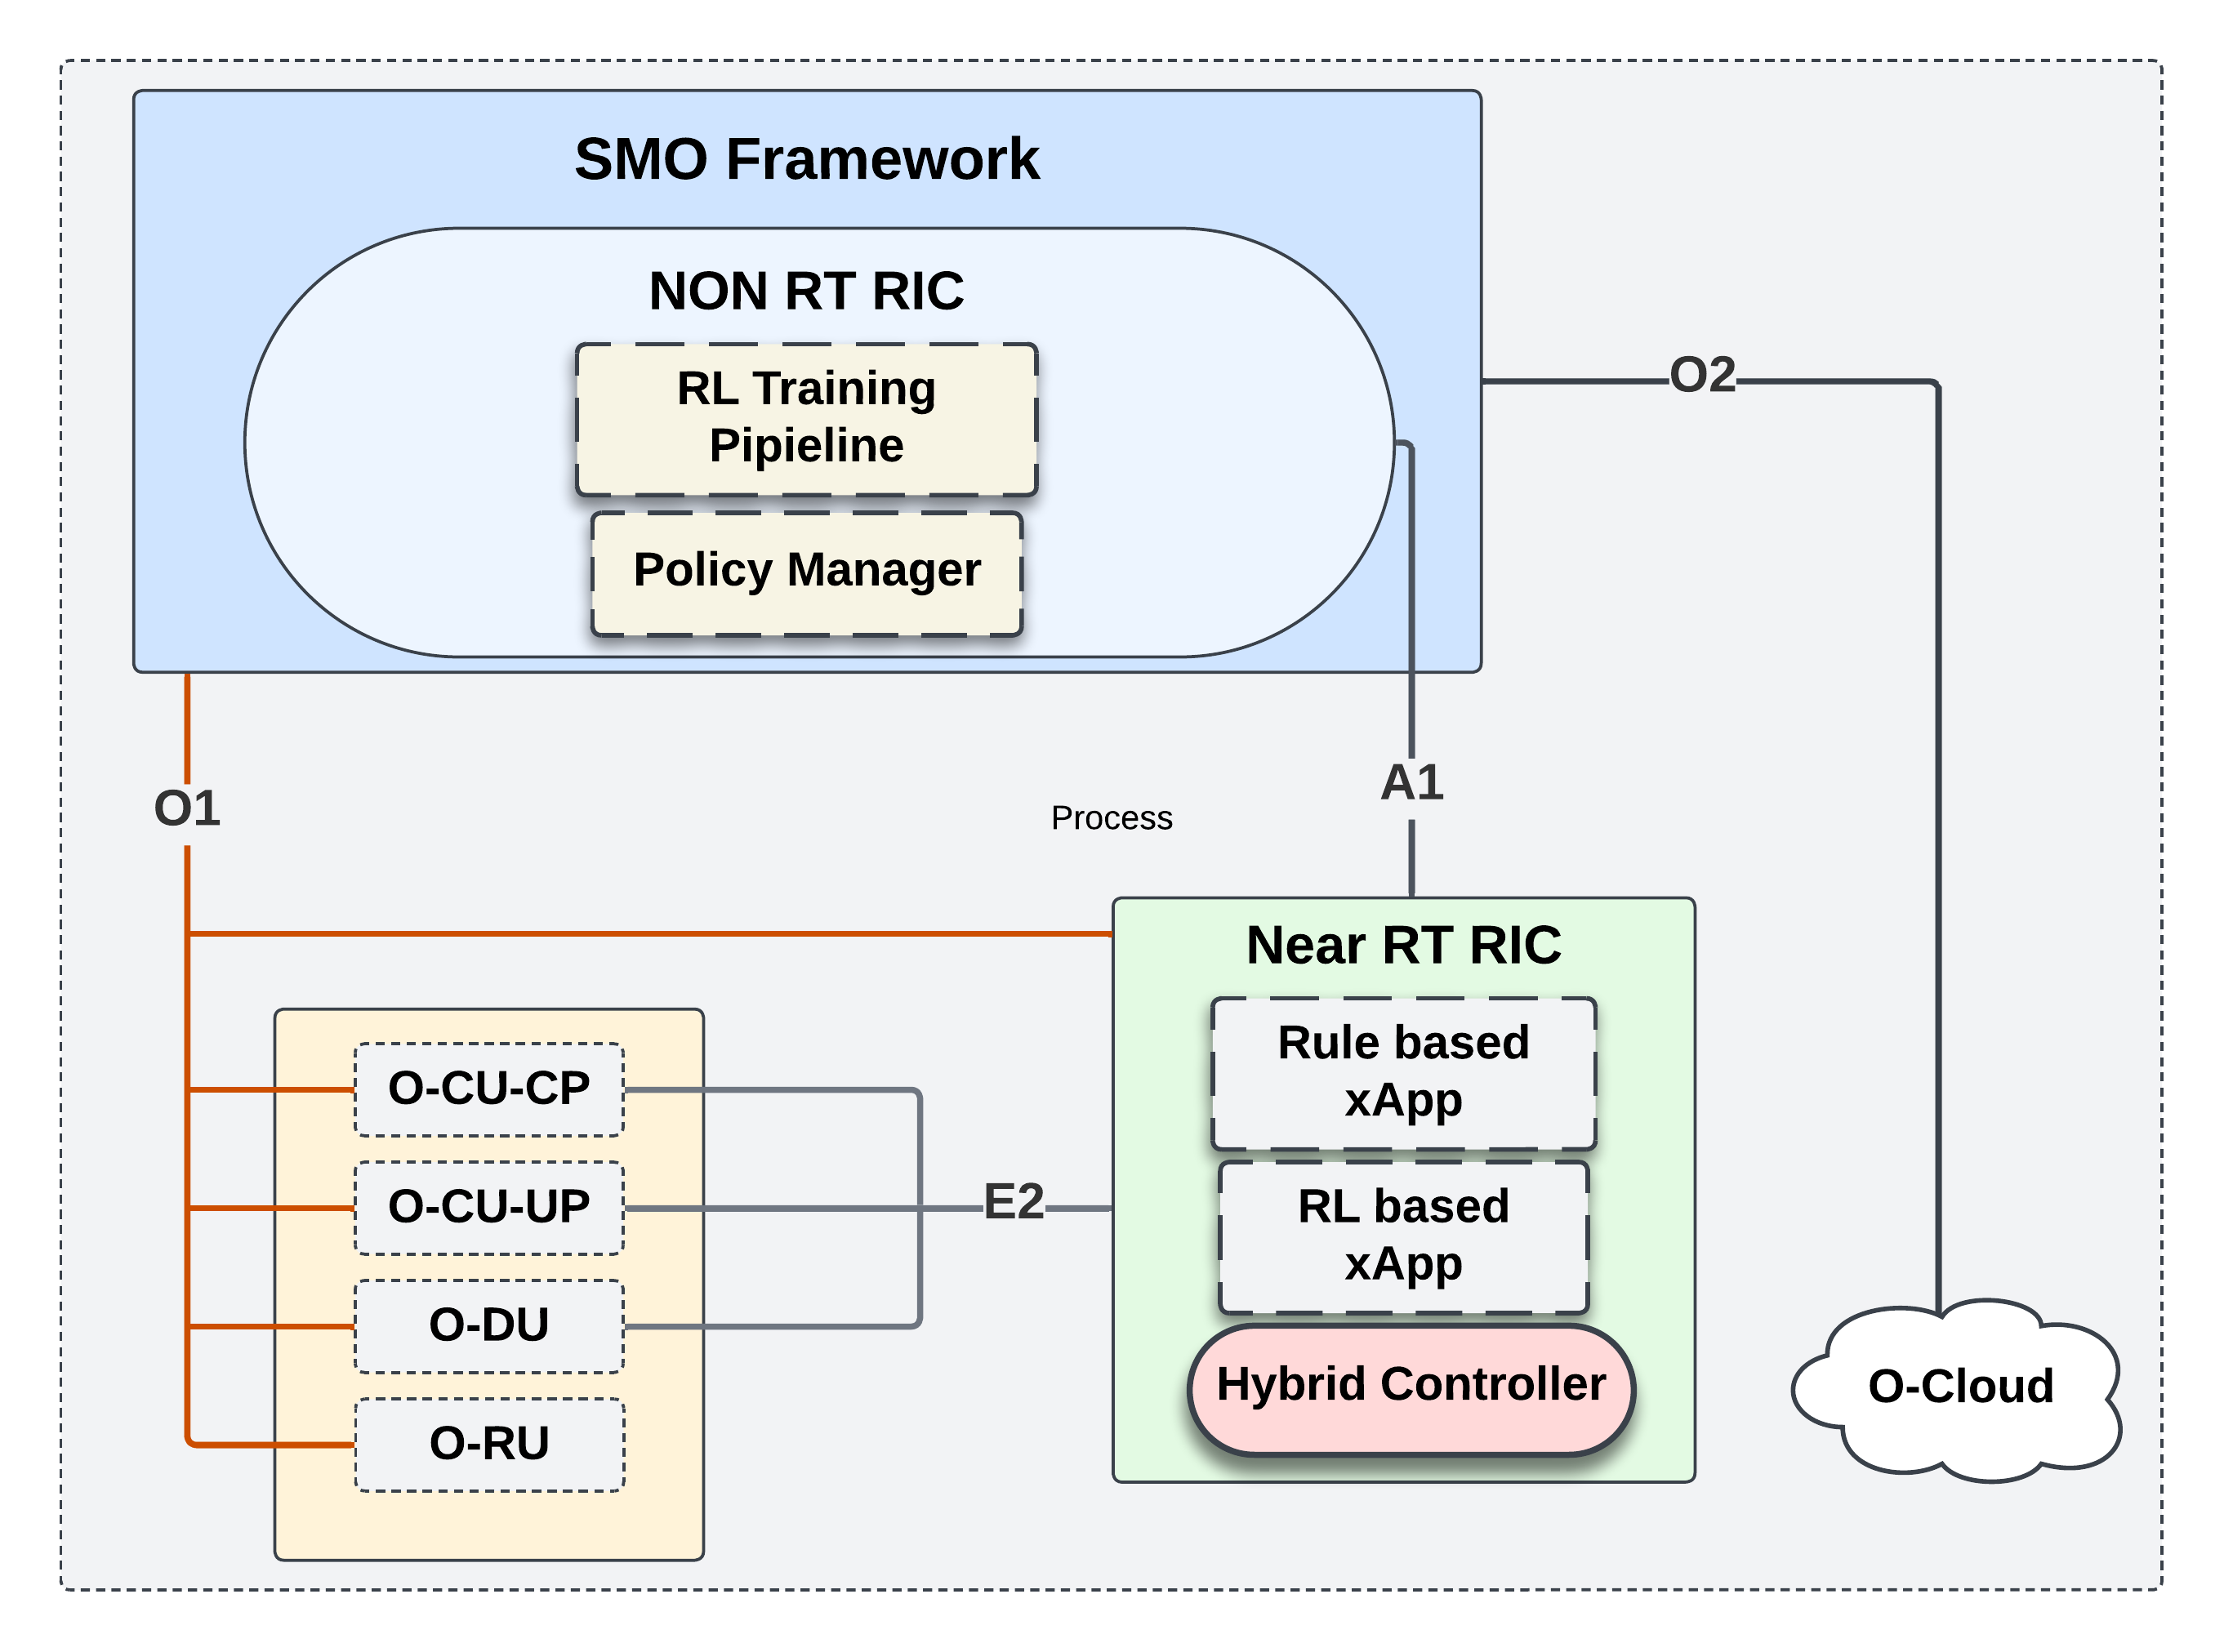 SMO Framework
NON RT RIC
RL Training
Pipieline
Policy Manager
O2
A1
O1
Process
Near RT RIC
Rule based
xApp
RL based
xApp
Hybrid Controller
O-CU-CP
O-CU-UP
O-DU
O-RU
E2
O-Cloud